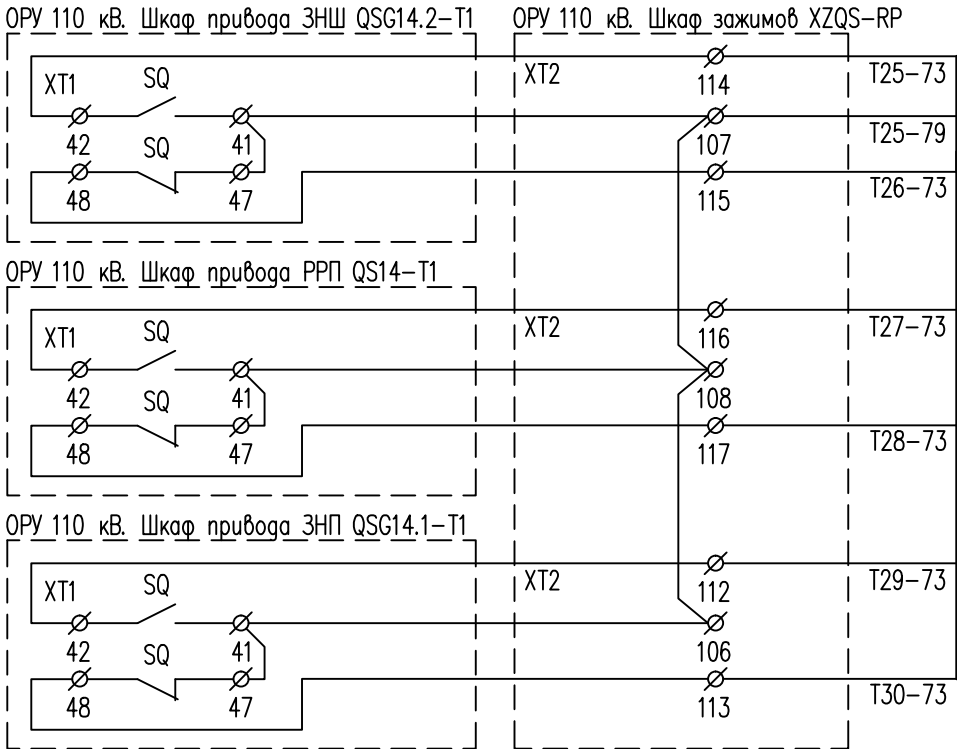 ОРУ 110 кВ. Шкаф привода ЗНШ QSG14.2-Т1
ОРУ 110 кВ. Шкаф зажимов XZQS-RP
XT1
SQ
XT2
114
T25-73
42
41
107
T25-79
SQ
48
47
115
T26-73
ОРУ 110 кВ. Шкаф привода РРП QS14-Т1
XT1
SQ
XT2
116
T27-73
42
41
108
SQ
48
47
117
T28-73
ОРУ 110 кВ. Шкаф привода ЗНП QSG14.1-Т1
XT1
SQ
XT2
112
T29-73
42
41
106
SQ
48
47
113
T30-73